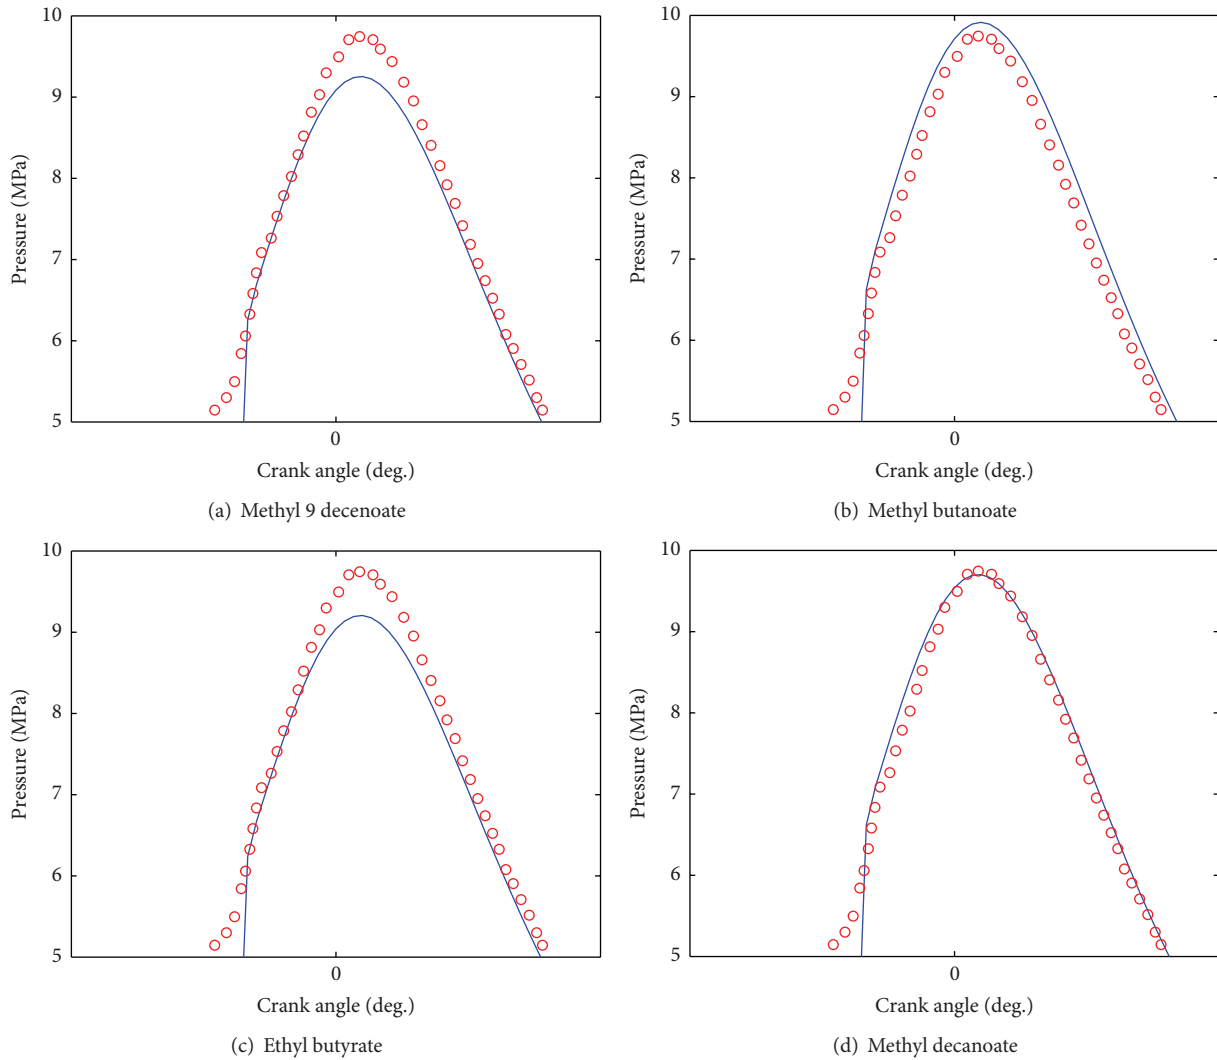 10
9
8
7
6
5
Pressure (MPa)
0
Crank angle (deg.)
(a) Methyl 9 decenoate
10
9
8
7
6
5
Pressure (MPa)
0
Crank angle (deg.)
(b) Methyl butanoate
10
9
8
7
6
5
Pressure (MPa)
0
Crank angle (deg.)
(c) Ethyl butyrate
10
9
8
7
6
5
Pressure (MPa)
0
Crank angle (deg.)
(d) Methyl decanoate